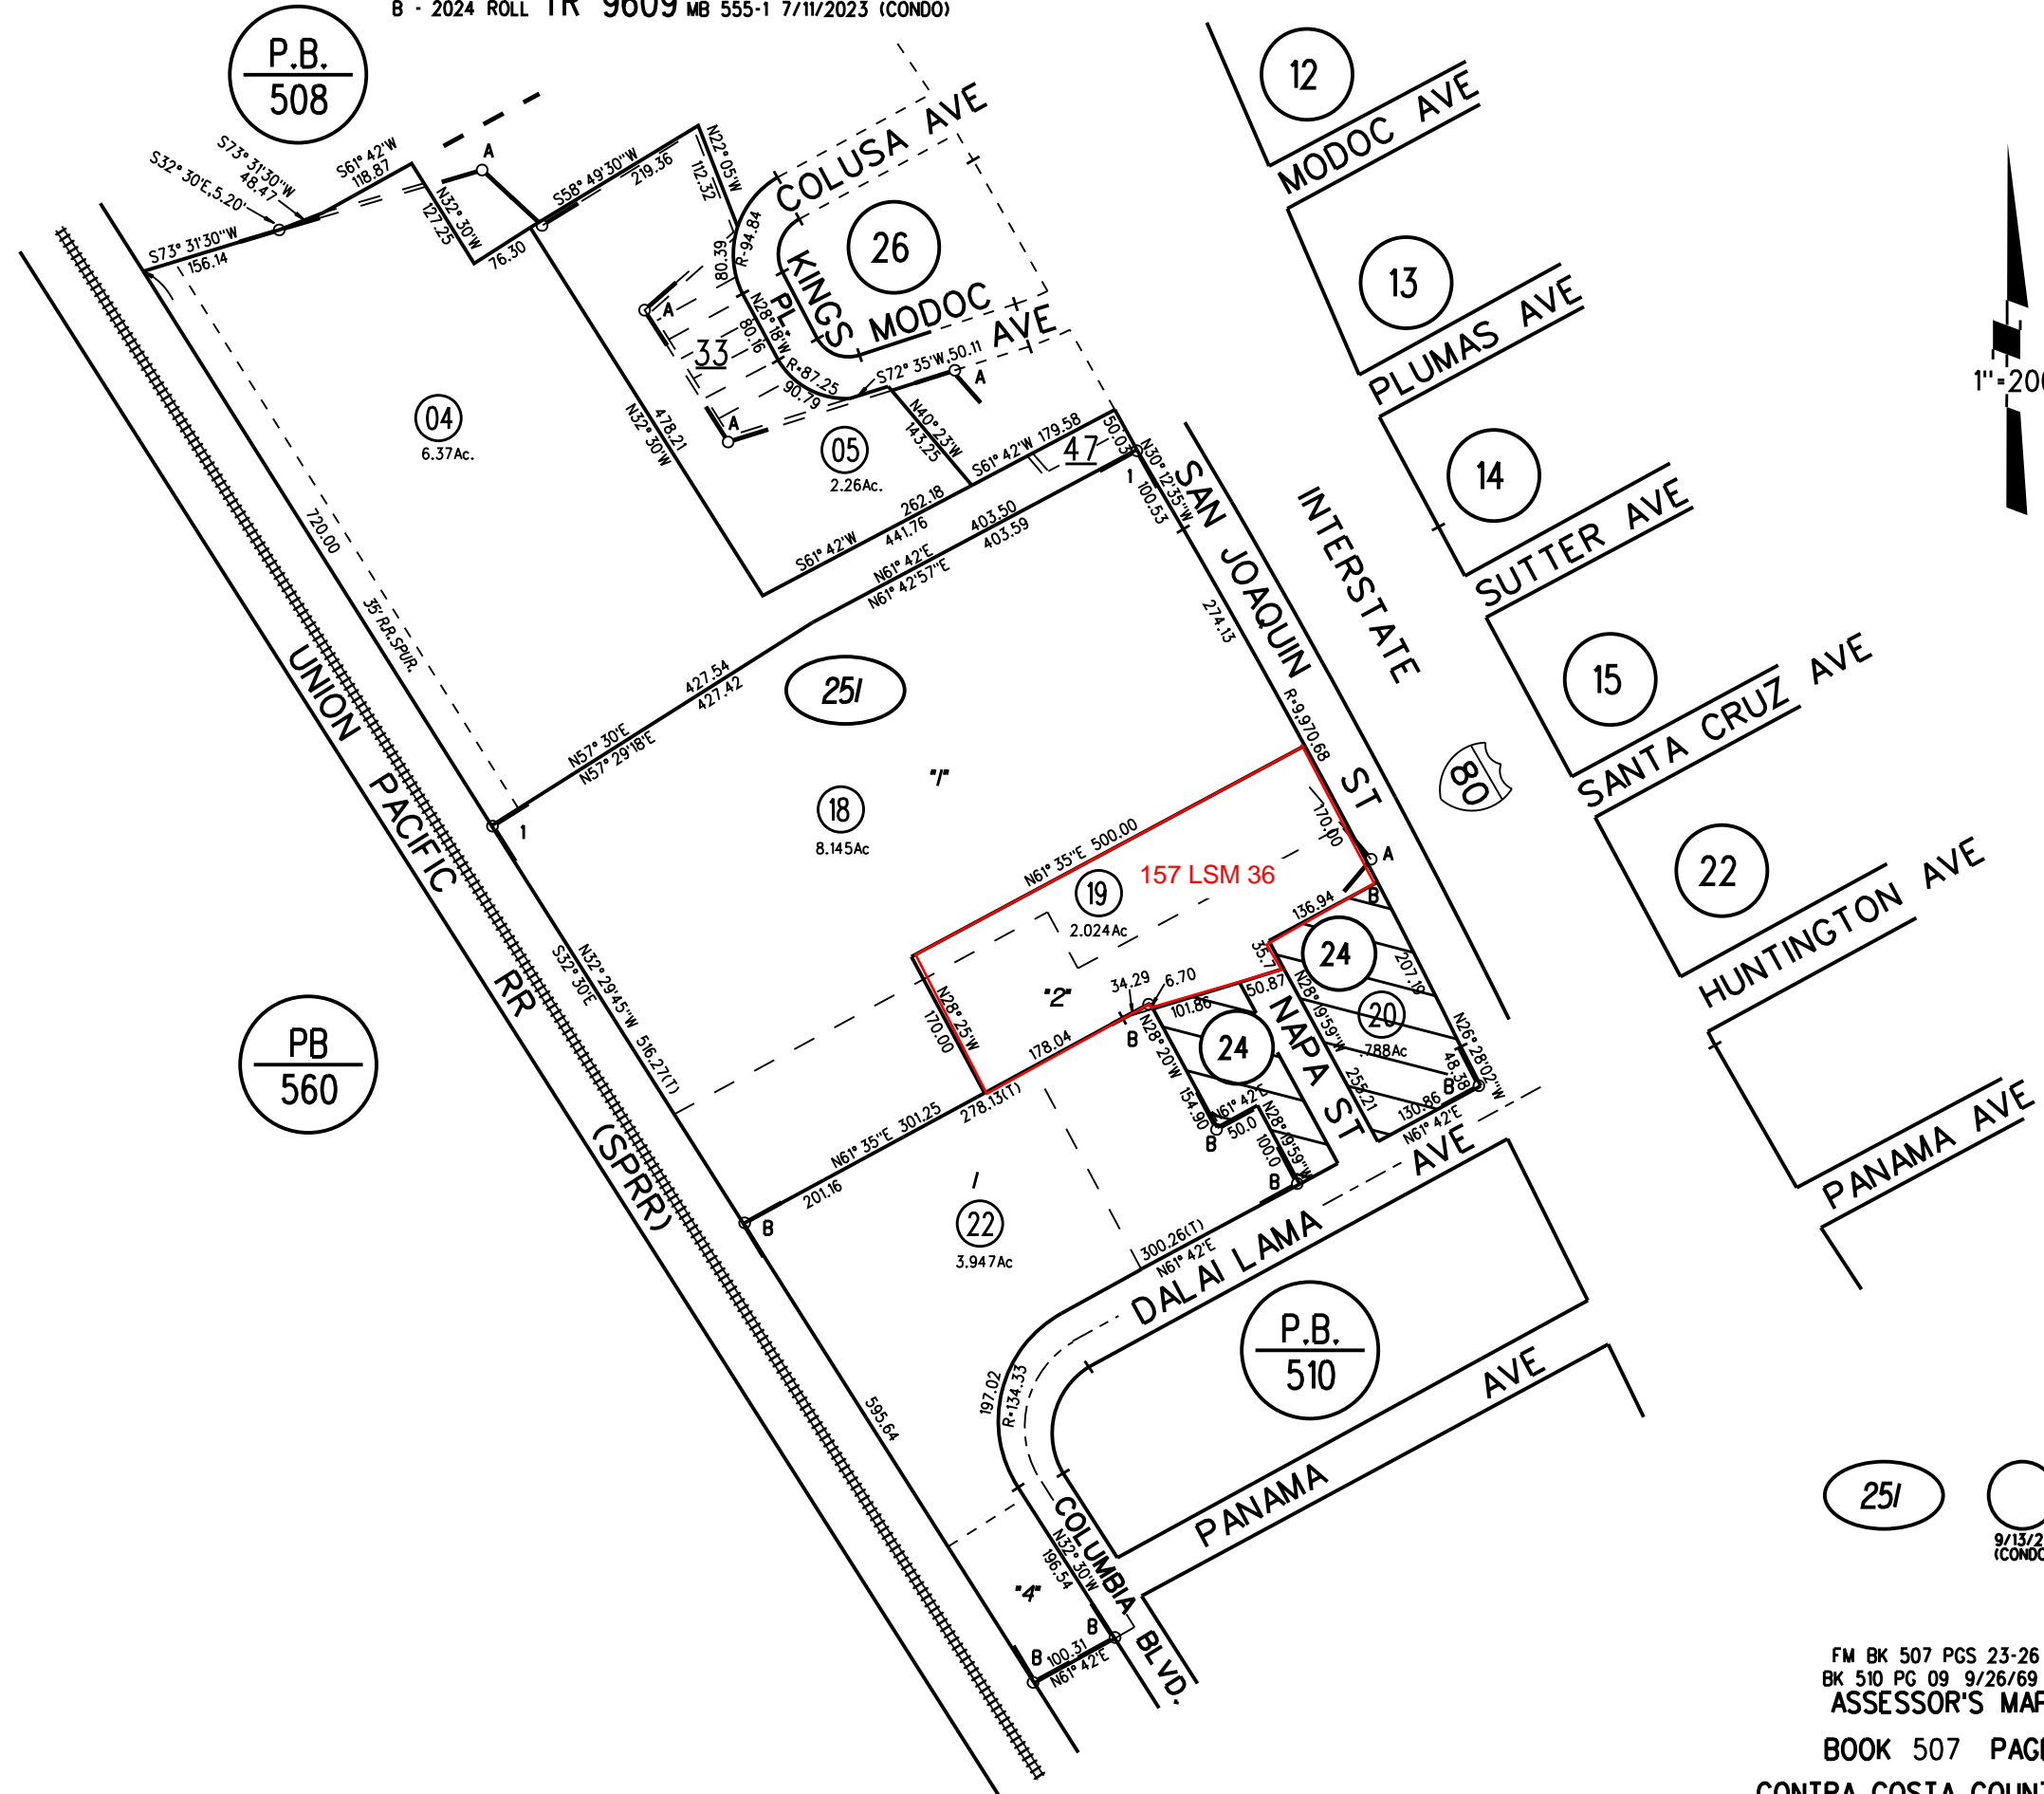 B - 2024 ROLL TR 9609 MB 555-1 7/11/2023 (CONDO)
P.B.
508
12
MODOC AVE
13
PLUMAS AVE
14
SUTTER AVE
15
SANTA CRUZ AVE
22
HUNTINGTON AVE
PANAMA AVE
S32° 30'E,5.20'
S73° 31'30"W
48.47
S61° 42'W
118.87
A
S73° 31'30"W
156.14
N32° 30'W
127.25
76.30
S58° 49'30"W
219.36
N22° 05'W
112.32
COLUSA AVE
26
KINGS
PL.
MODOC
AVE
R=94.84
80.39
N28° 18'W
80.16
R=87.25
90.79
S72° 35'W,50.11
A
A
A
33
04
6.37Ac.
478.21
N32° 30'W
05
2.26Ac.
N40° 23'W
143.25
S61° 42'W 179.58
47
50.03
1
N30° 12'35"W
100.53
SAN JOAQUIN ST
INTERSTATE
80
1"=200
262.18
S61° 42'W
441.76
403.50
N61° 42'E
403.59
N61° 42'57"E
274.13
R=9,970.68
720.00
35' R.R.SPUR.
UNION PACIFIC RR (SPRR)
427.54
427.42
N57° 30'E
N57° 29'18"E
251
"1"
18
8.145Ac
1
N61° 35"E 500.00
157 LSM 36
19
2.024Ac
170.00
A
B
136.94
24
35.7
207.19
"2"
34.29
6.70
101.86
50.87
N28° 25'W
170.00
178.04
B
N28° 20'W
154.90
24
NAPA ST
N28° 19'59"W
255.21
20
.788Ac
N26° 28'02"W
48.38
B
130.86
N61° 42'E
N61° 42'
50.0
B
N28° 19'59"W
100.0
B
PB
560
N32° 29'45"W 516.27(T)
S32° 30'E
N61° 35"E 301.25
278.13(T)
201.16
B
1
22
3.947Ac
300.26(T)
N61° 42'E
DALAI LAMA AVE
P.B.
510
197.02
R=134.33
595.64
PANAMA AVE
COLUMBIA BLVD.
N32° 30'W
196.54
"4"
B
B
100.31
N61° 42'E
251
9/13/2
(COND
FM BK 507 PGS 23-26
BK 510 PG 09 9/26/69
ASSESSOR'S MAP
BOOK 507 PAGE
CONTRA COSTA COUNT